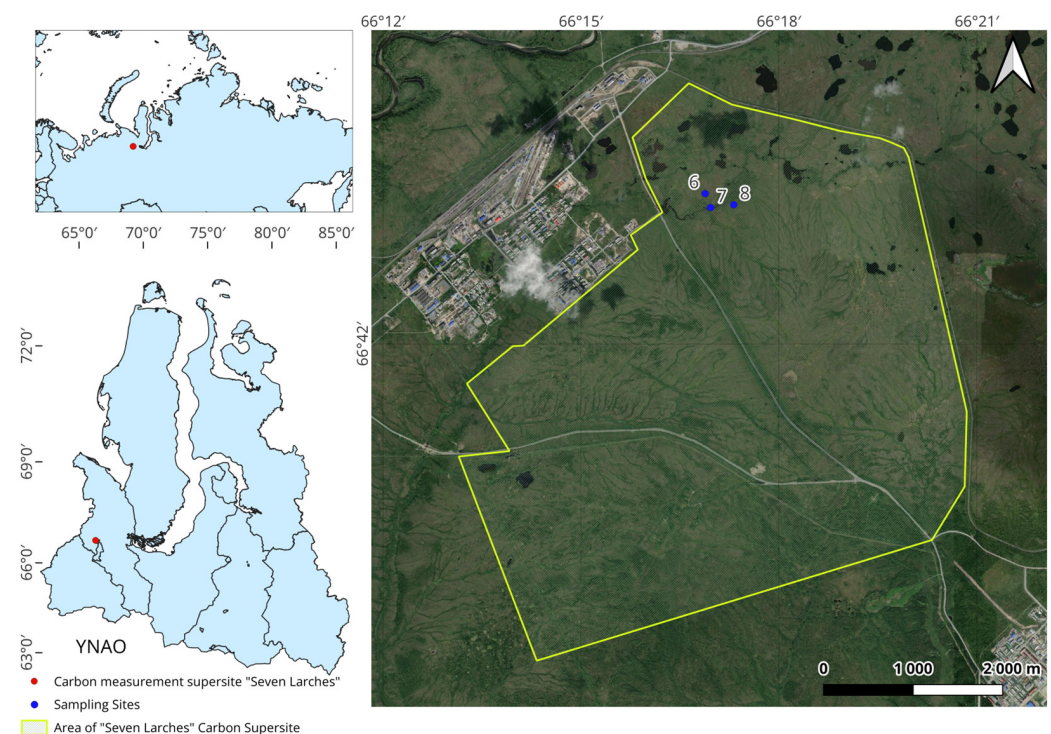 66°12′ 66°15′ 66°18′ 66°21′
65°0′ 70°0′ 75°0′ 80°0′ 85°0′
72°0′
69°0′
66°0′
63°0′
YNAO
Carbon measurement supersite "Seven Larches"
Sampling Sites
Area of "Seven Larches" Carbon Supersite
66°42′
6
7
8
0 1 000 2 000 m